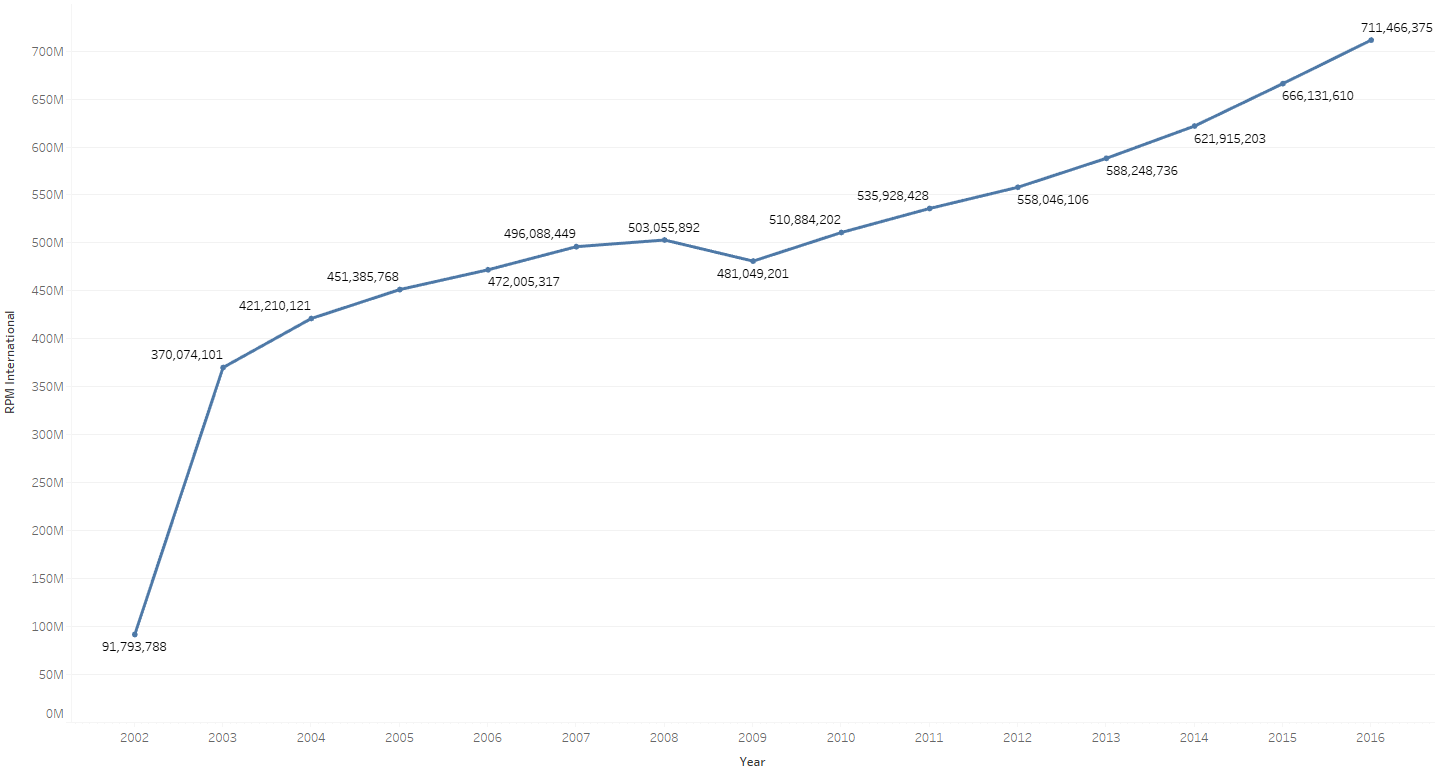 711,466,375
700M
666,131,610
650M
621,915,203
600M
588,248,736
558,046,106
550M
535,928,428
510,884,202
503,055,892
496,088,449
500M
481,049,201
472,005,317
451,385,768
450M
421,210,121
400M
370,074,101
350M
300M
250M
200M
150M
100M
91,793,788
50M
0M
RPM International
2002 2003 2004 2005 2006 2007 2008 2009 2010 2011 2012 2013 2014 2015 2016
Year